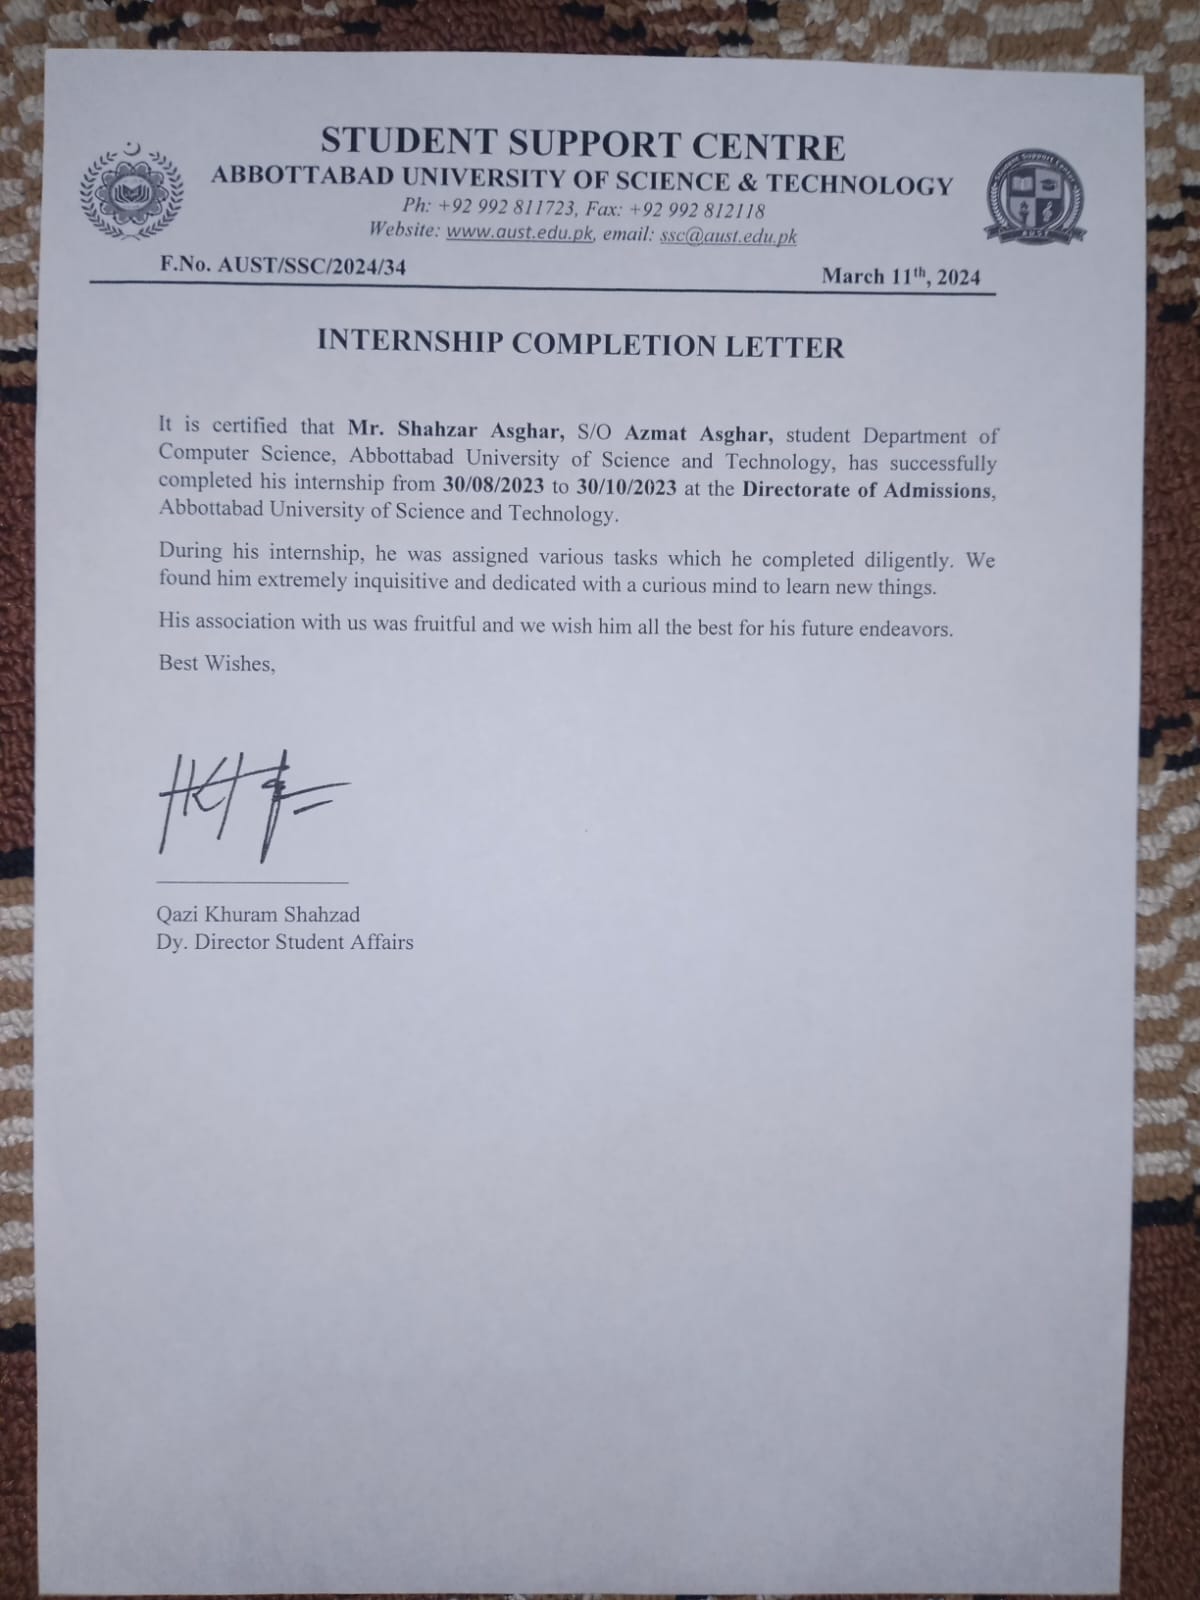 STUDENT SUPPORT CENTRE
ABBOTTABAD UNIVERSITY OF SCIENCE & TECHNOLOGY
Ph: +92 992 811723, Fax: +92 992 812118
Website: www.aust.edu.pk, email: ssc@aust.edu.pk
Student Support Centre
AUST
F.No. AUST/SSC/2024/34
March 11th, 2024
INTERNSHIP COMPLETION LETTER
It is certified that Mr. Shahzar Asghar, S/O Azmat Asghar, student Department of
Computer Science, Abbottabad University of Science and Technology, has successfully
completed his internship from 30/08/2023 to 30/10/2023 at the Directorate of Admissions,
Abbottabad University of Science and Technology.
During his internship, he was assigned various tasks which he completed diligently. We
found him extremely inquisitive and dedicated with a curious mind to learn new things.
His association with us was fruitful and we wish him all the best for his future endeavors.
Best Wishes,
Qazi Khuram Shahzad
Dy. Director Student Affairs